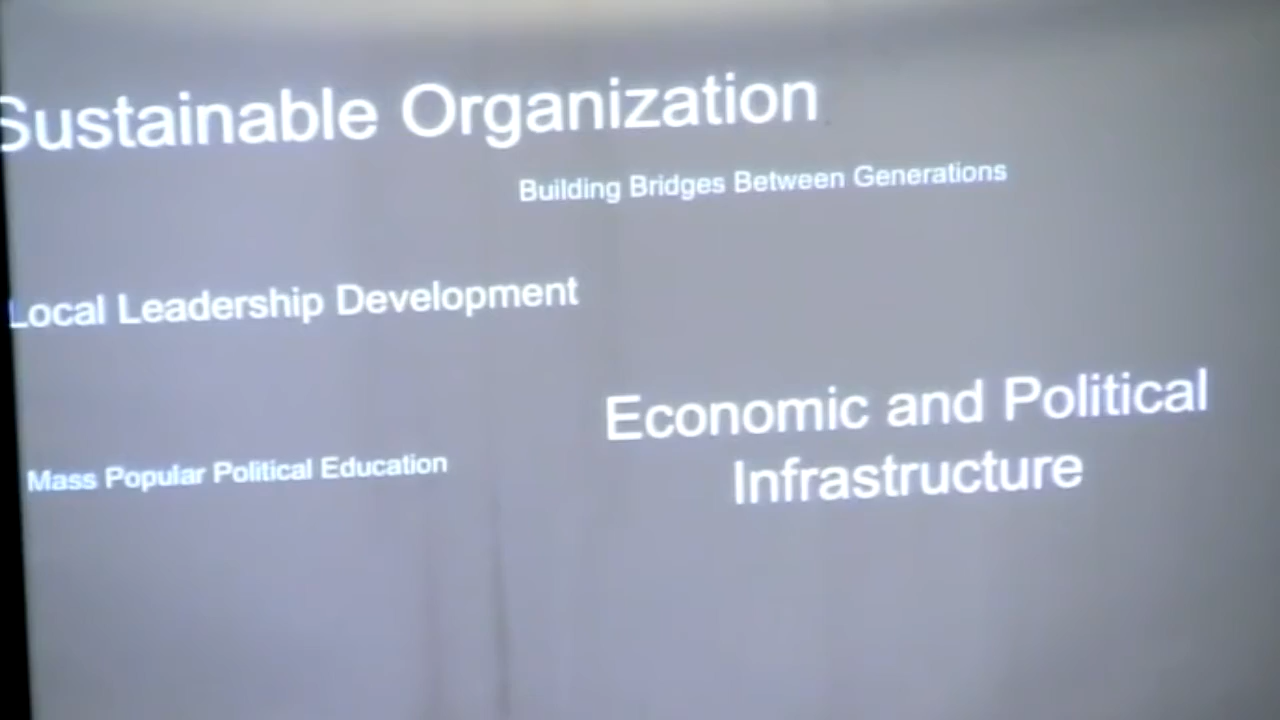 Sustainable Organization
Building Bridges Between Generations
Local Leadership Development
Economic and Political
Infrastructure
Mass Popular Political Education